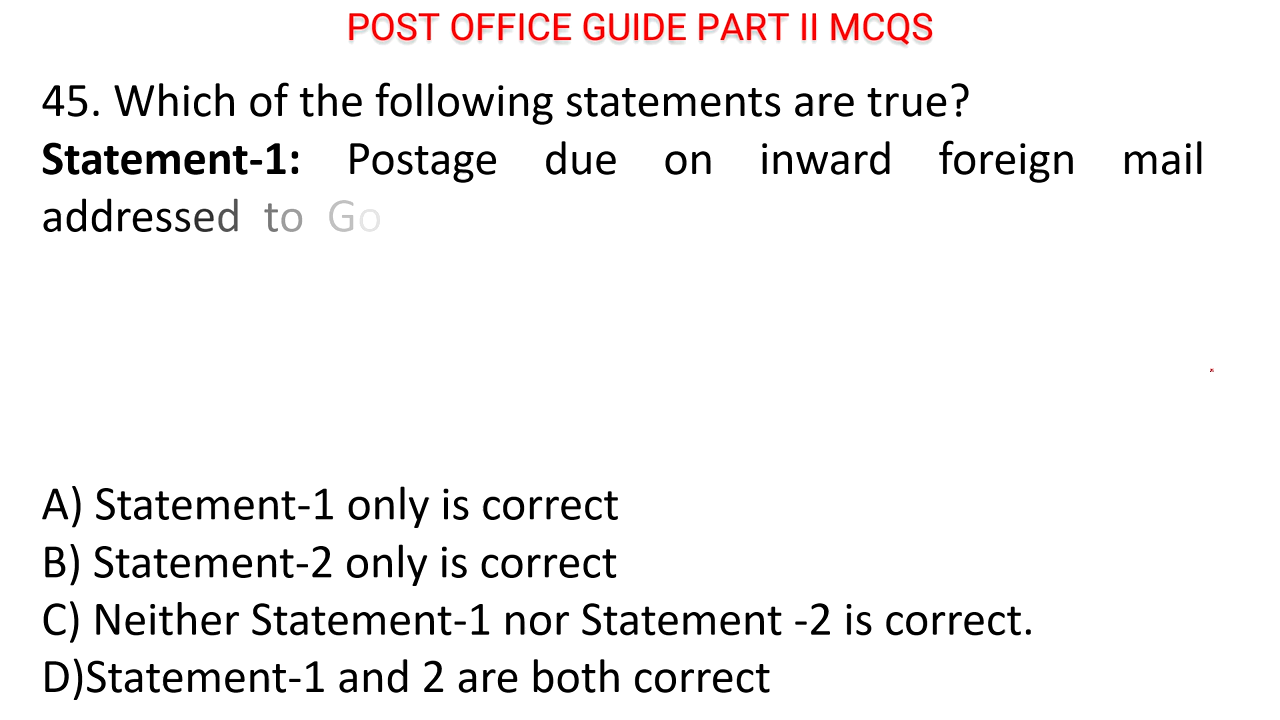 POST OFFICE GUIDE PART II MCQS
45. Which of the following statements are true?
Statement-1: Postage due on inward foreign mail
addressed to Go
A) Statement-1 only is correct
B) Statement-2 only is correct
C) Neither Statement-1 nor Statement -2 is correct.
D)Statement-1 and 2 are both correct